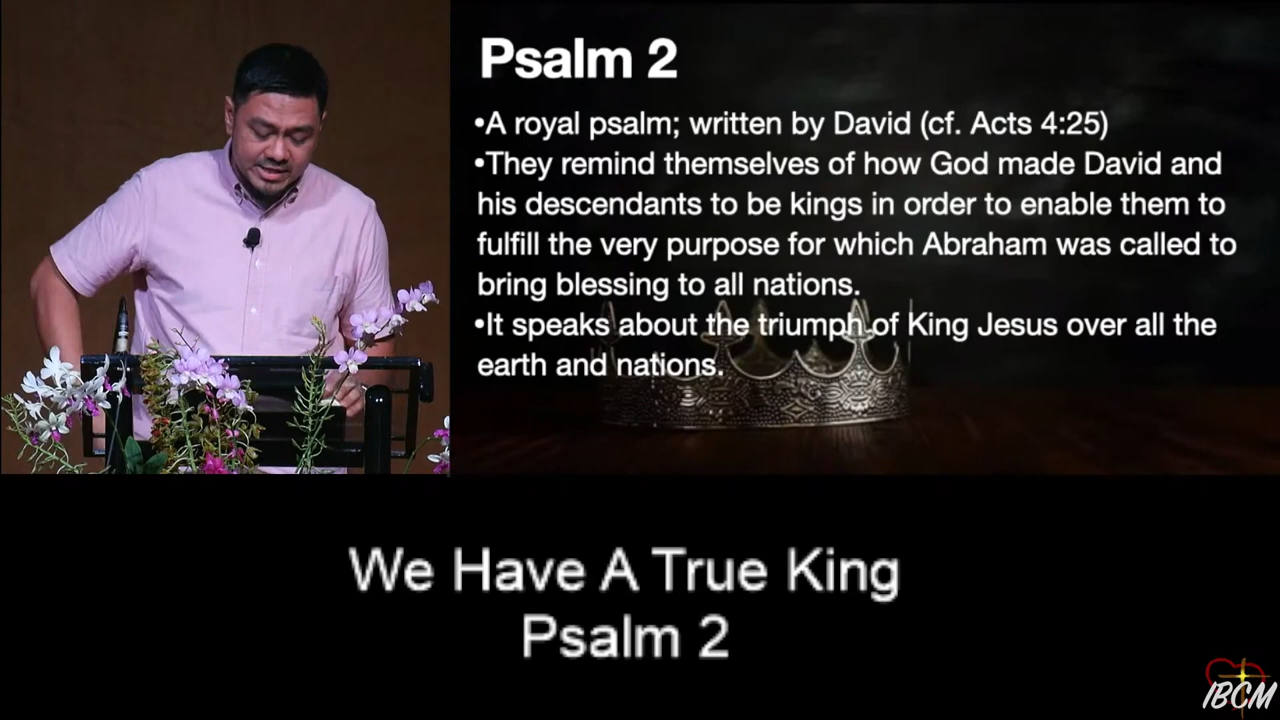 Psalm 2
•A royal psalm; written by David (cf. Acts 4:25)
•They remind themselves of how God made David and
his descendants to be kings in order to enable them to
fulfill the very purpose for which Abraham was called to
bring blessing to all nations.
•It speaks about the triumph of King Jesus over all the
earth and nations.
We Have A True King
Psalm 2
IBCM